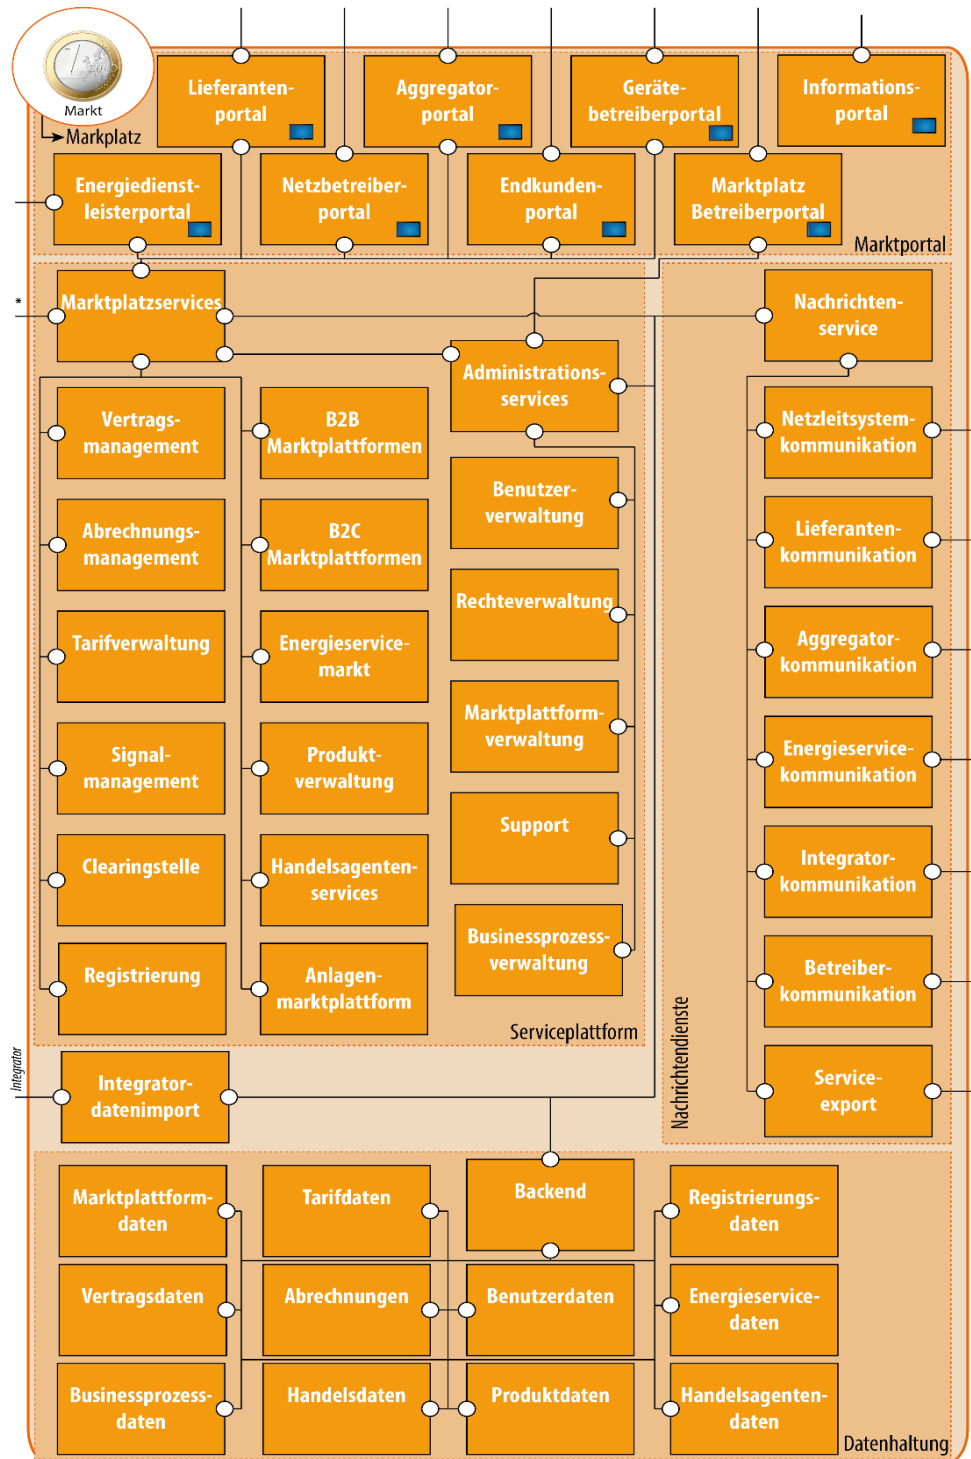 Markt
Markplatz
Lieferanten-
portal
Aggregator-
portal
Geräte-
betreiberportal
Informations-
portal
Energiedienst-
leisterportal
Netzbetreiber-
portal
Endkunden-
portal
Marktplatz
Betreiberportal
Marktportal
*
Marktplatzservices
Nachrichten-
service
Administrations-
services
Vertrags-
management
B2B
Marktplattformen
Netzleitsystem-
kommunikation
Benutzer-
verwaltung
Abrechnungs-
management
B2C
Marktplattformen
Lieferanten-
kommunikation
Rechteverwaltung
Tarifverwaltung
Energieservice-
markt
Aggregator-
kommunikation
Marktplattform-
verwaltung
Signal-
management
Produkt-
verwaltung
Energieservice-
kommunikation
Support
Clearingstelle
Handelsagenten-
services
Integrator-
kommunikation
Businessprozess-
verwaltung
Registrierung
Anlagen-
marktplattform
Betreiber-
kommunikation
Serviceplattform
Integrator
Integrator-
datenimport
Service-
export
Nachrichtendienste
Marktplattform-
daten
Tarifdaten
Backend
Registrierungs-
daten
Vertragsdaten
Abrechnungen
Benutzerdaten
Energieservice-
daten
Businessprozess-
daten
Handelsdaten
Produktdaten
Handelsagenten-
daten
Datenhaltung